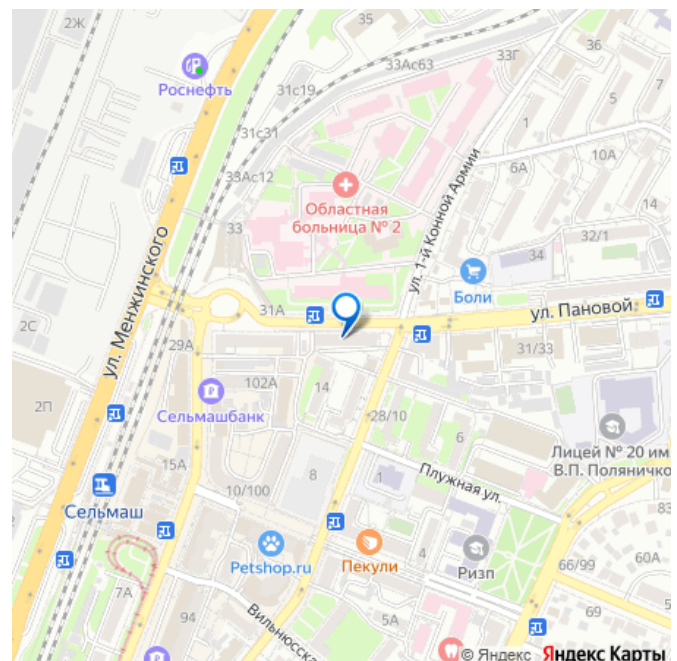 2Ж
35
33Г
36
33Ас63
Роснефть
31с19
5
7
1
31с31
6А
10А
33Ас12
ул. 1-й Конной Армии
14
Областная
больница № 2
33
34
32/1
ул. Менжинского
Боли
31А
ул. Пановой
2С
29А
31/33
102А
14
Сельмашбанк
2П
28/10
6
Лицей № 20 им
В.П. Поляничко
15А
8
Плужная ул.
10/100
1
Сельмаш
83
Petshop.ru
Пекули
4
Ризп
66/99
60А
7А
94
Вильнюсска
5А
69
© Яндекс Яндекс Карты